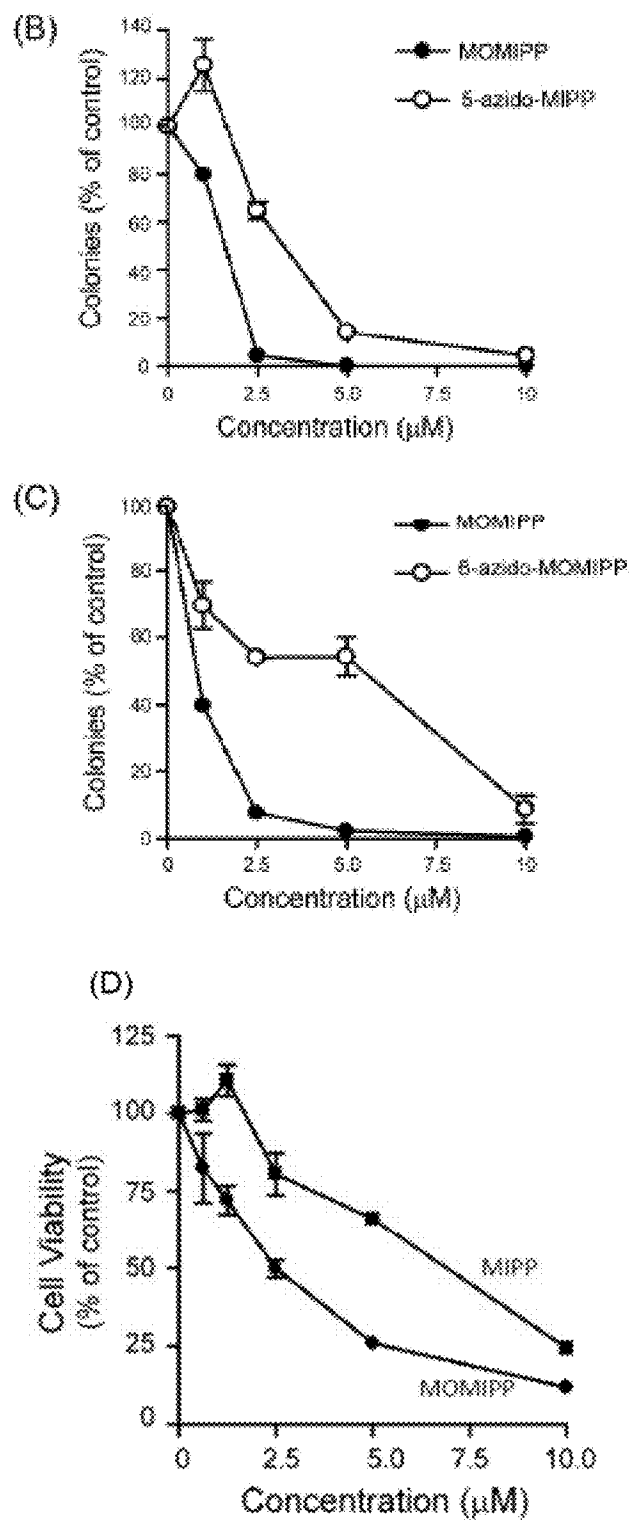 (B)
140
120
100
80
60
40
20
0
Colonies (% of control)
MOMIPP
6-azido-MIPP
0 2.5 5.0 7.5 10
Concentration (μM)
(C)
100
80
60
40
20
0
Colonies (% of control)
MOMIPP
6-azido-MOMIPP
0 2.5 5.0 7.5 10
Concentration (μM)
(D)
125
100
75
50
25
0
Cell Viability
(% of control)
MIPP
MOMIPP
0 2.5 5.0 7.5 10.0
Concentration (μM)